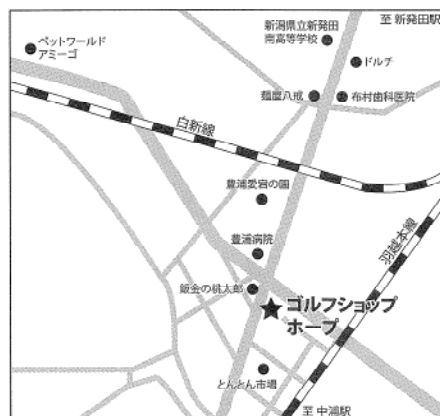 至 新発田駅
新潟県立新発田
南高等学校
ペットワールド
アミーゴ
ドルチ
麺屋八戒
布村歯科医院
白新線
豊浦愛宕の園
羽越本線
豊浦病院
鈑金の桃太郎
ゴルフショップ
ホープ
とんとん市場
至 中浦駅